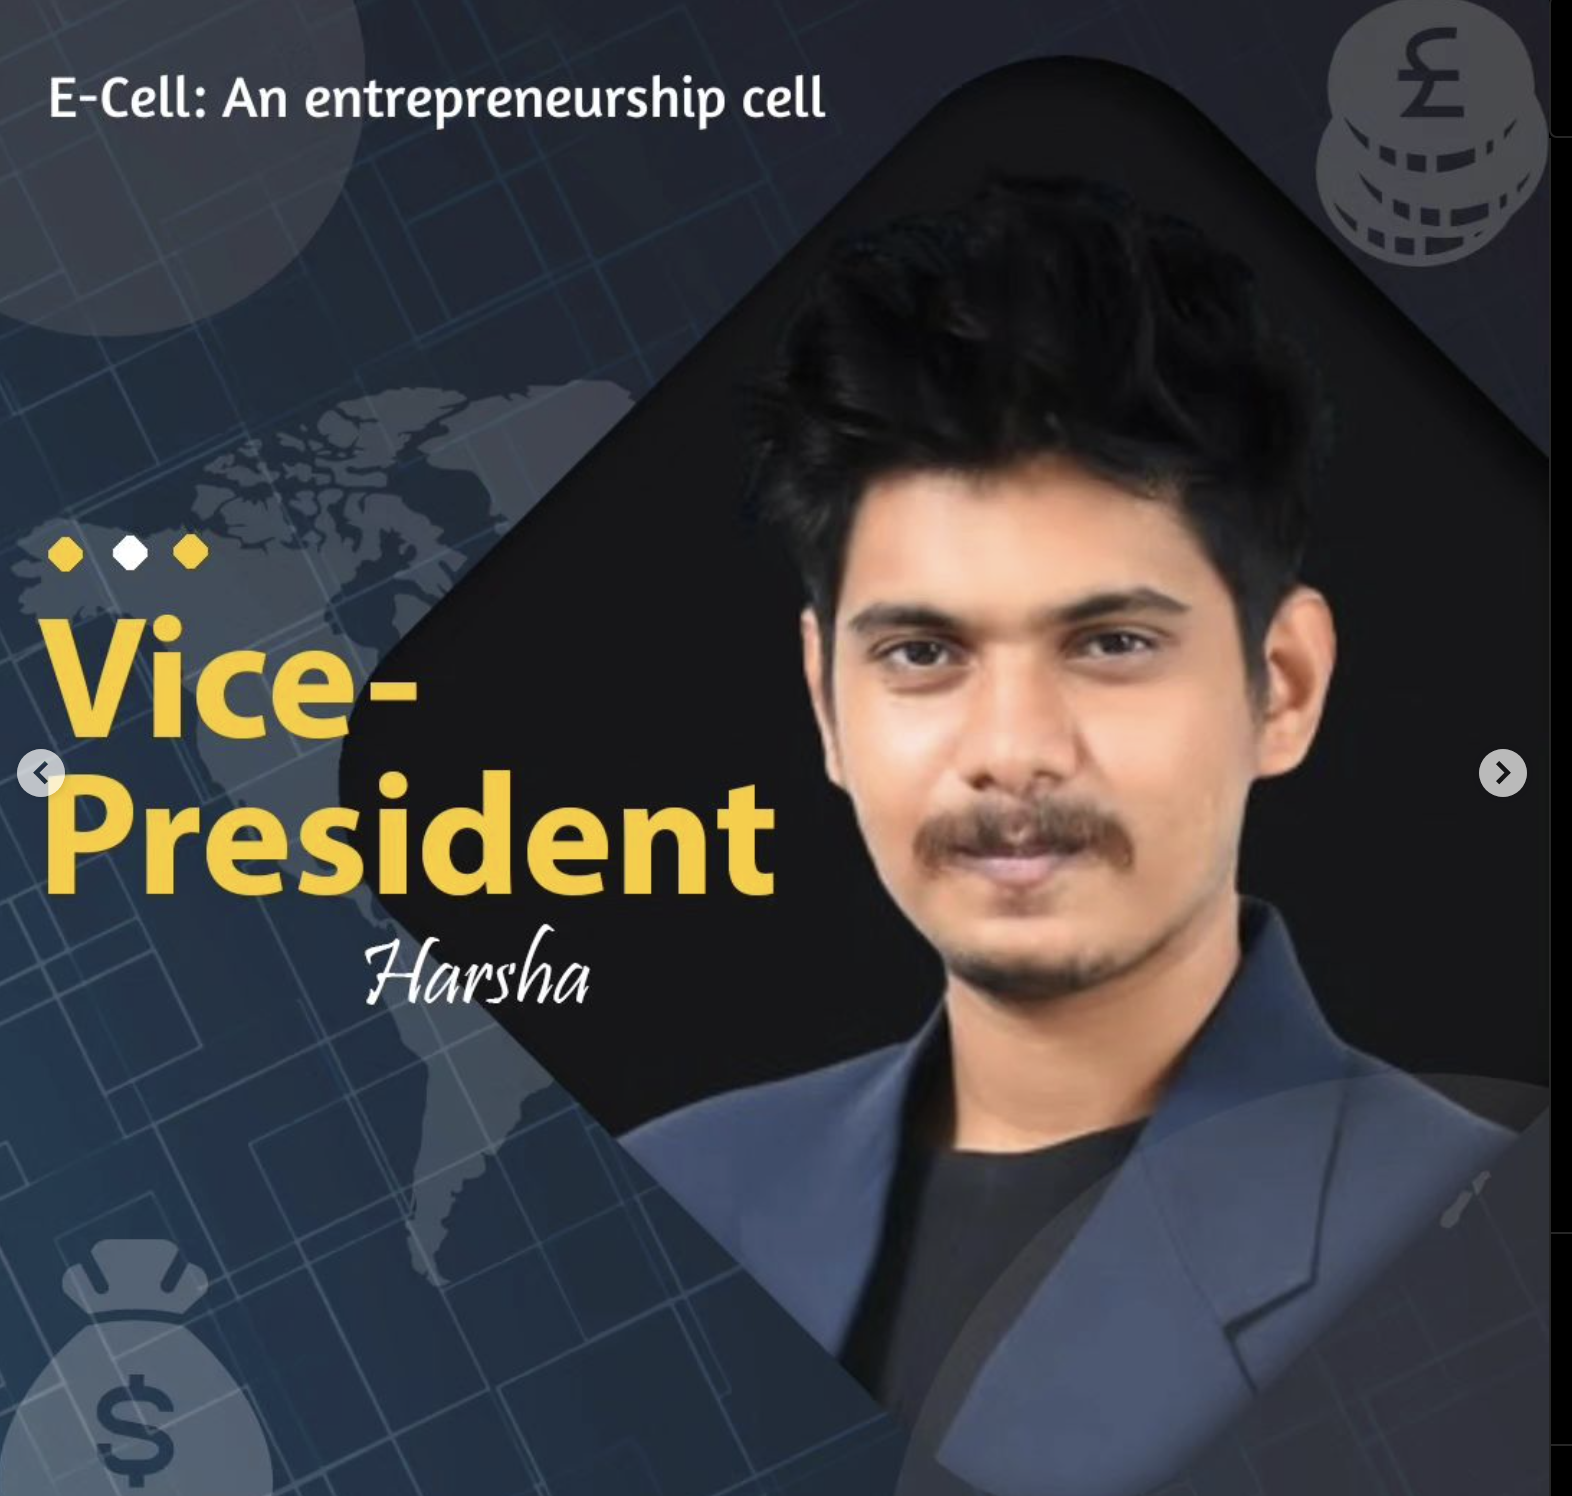 E-Cell: An entrepreneurship cell
£
Vice-
President
Harsha
$